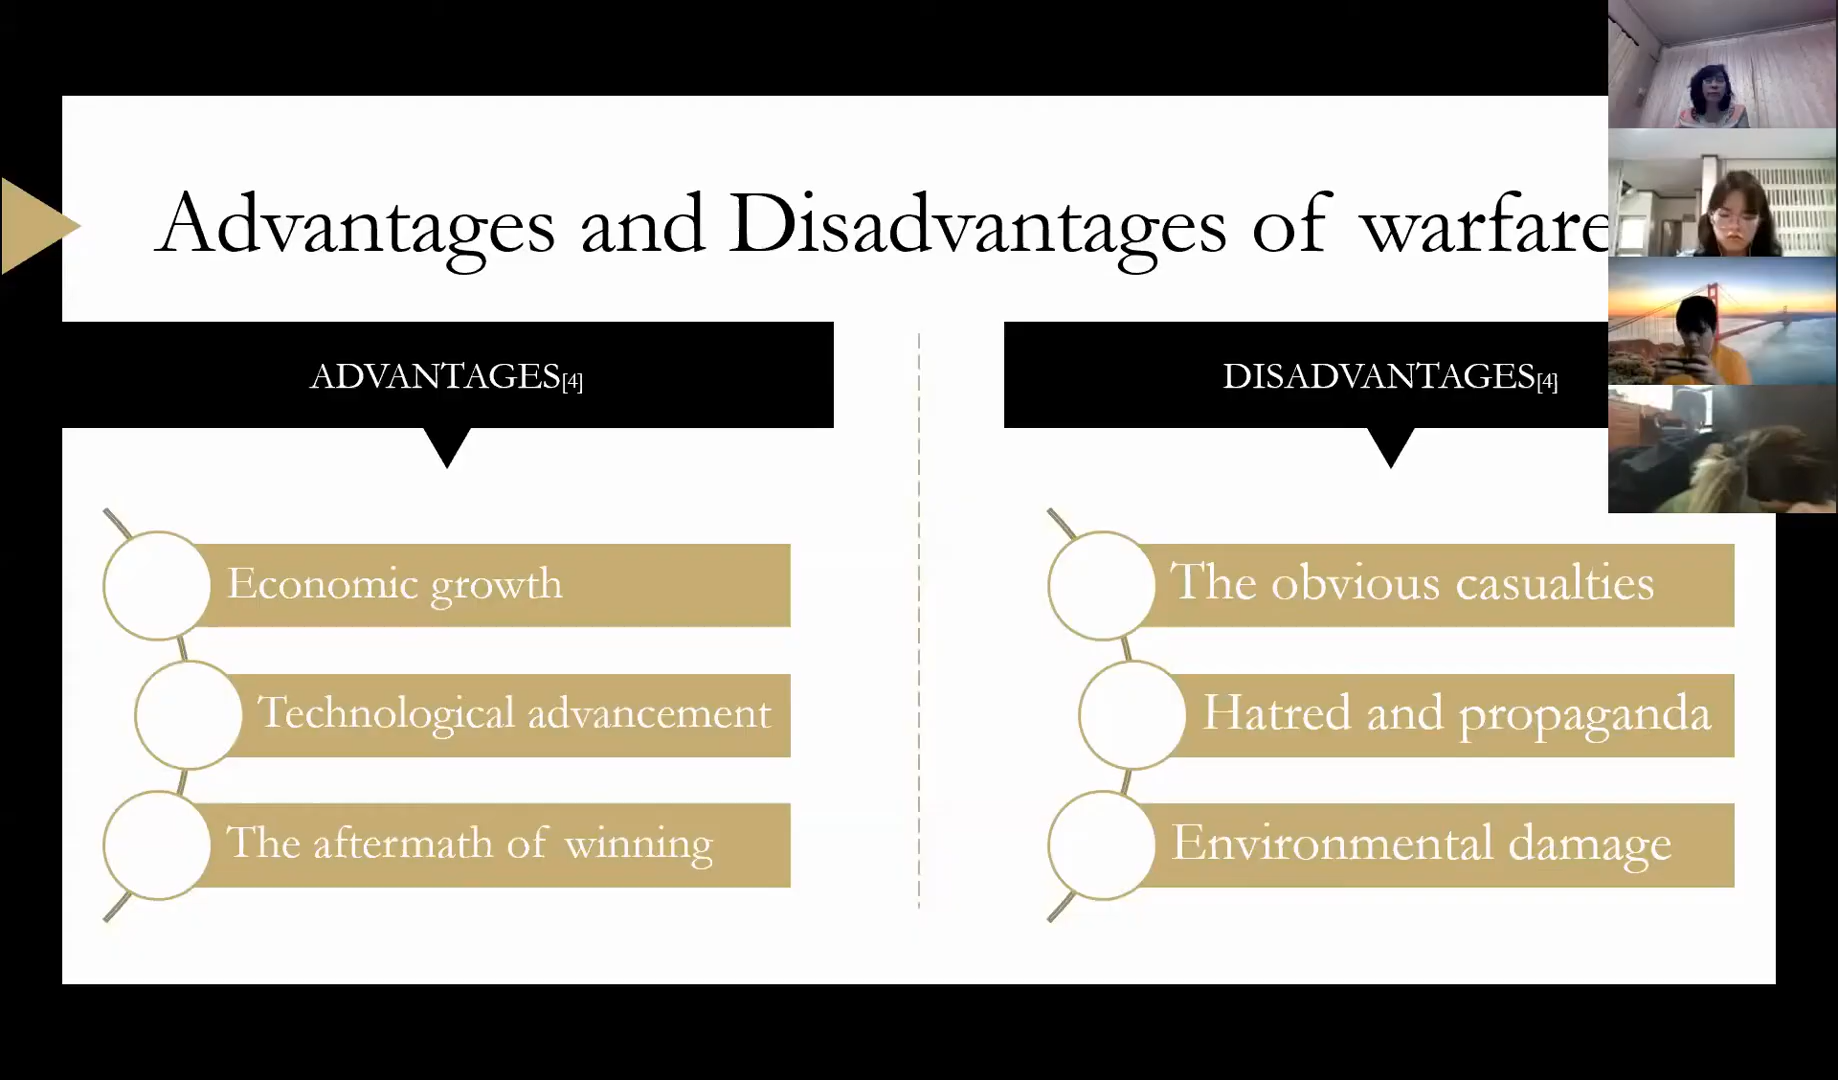 Advantages and Disadvantages of warfare
ADVANTAGES[4]
Economic growth
Technological advancement
The aftermath of winning
DISADVANTAGES[4]
The obvious casualties
Hatred and propaganda
Environmental damage